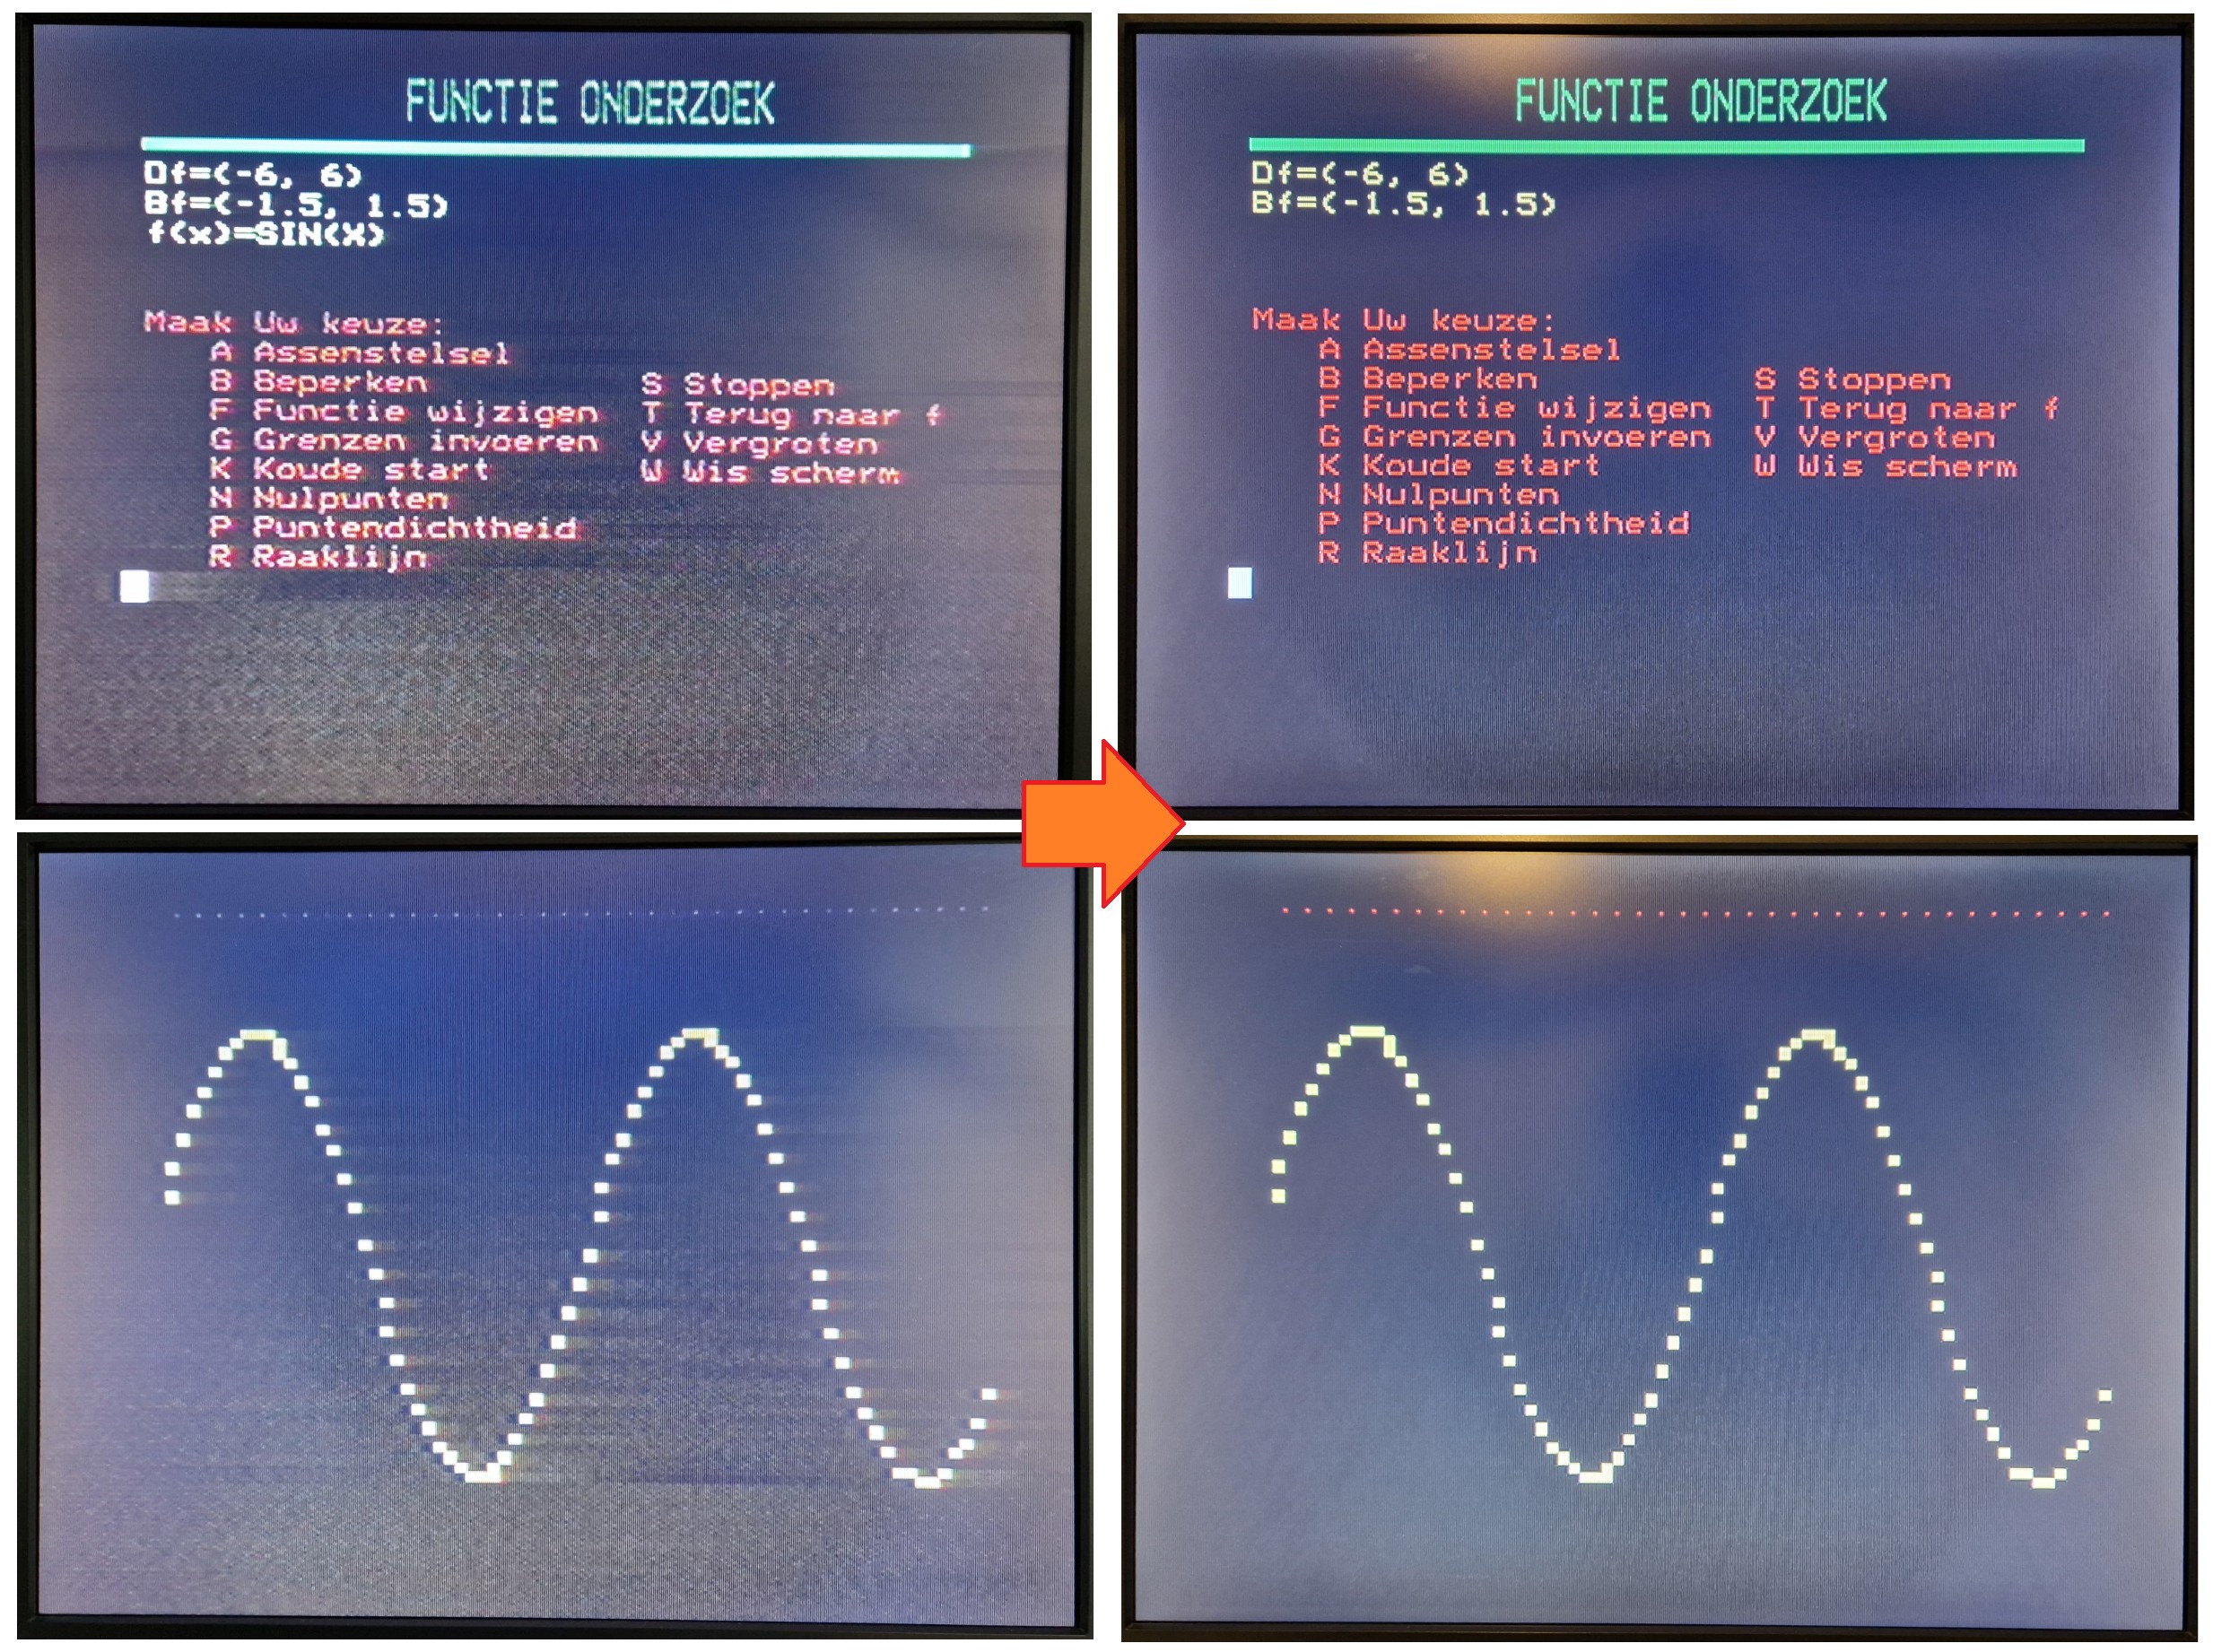 FUNCTIE ONDERZOEK
Df=(-6, 6)
Bf=(-1.5, 1.5)
f(x)=SIN(X)
Maak Uw keuze:
A Assenstelsel
B Beperken S Stoppen
F Functie wijzigen T Terug naar f
G Grenzen invoeren V Vergroten
K Koude start W Wis scherm
N Nulpunten
P Puntendichtheid
R Raaklijn
FUNCTIE ONDERZOEK
Df=(-6, 6)
Bf=(-1.5, 1.5)
Maak Uw keuze:
A Assenstelsel
B Beperken S Stoppen
F Functie wijzigen T Terug naar f
G Grenzen invoeren V Vergroten
K Koude start W Wis scherm
N Nulpunten
P Puntendichtheid
R Raaklijn